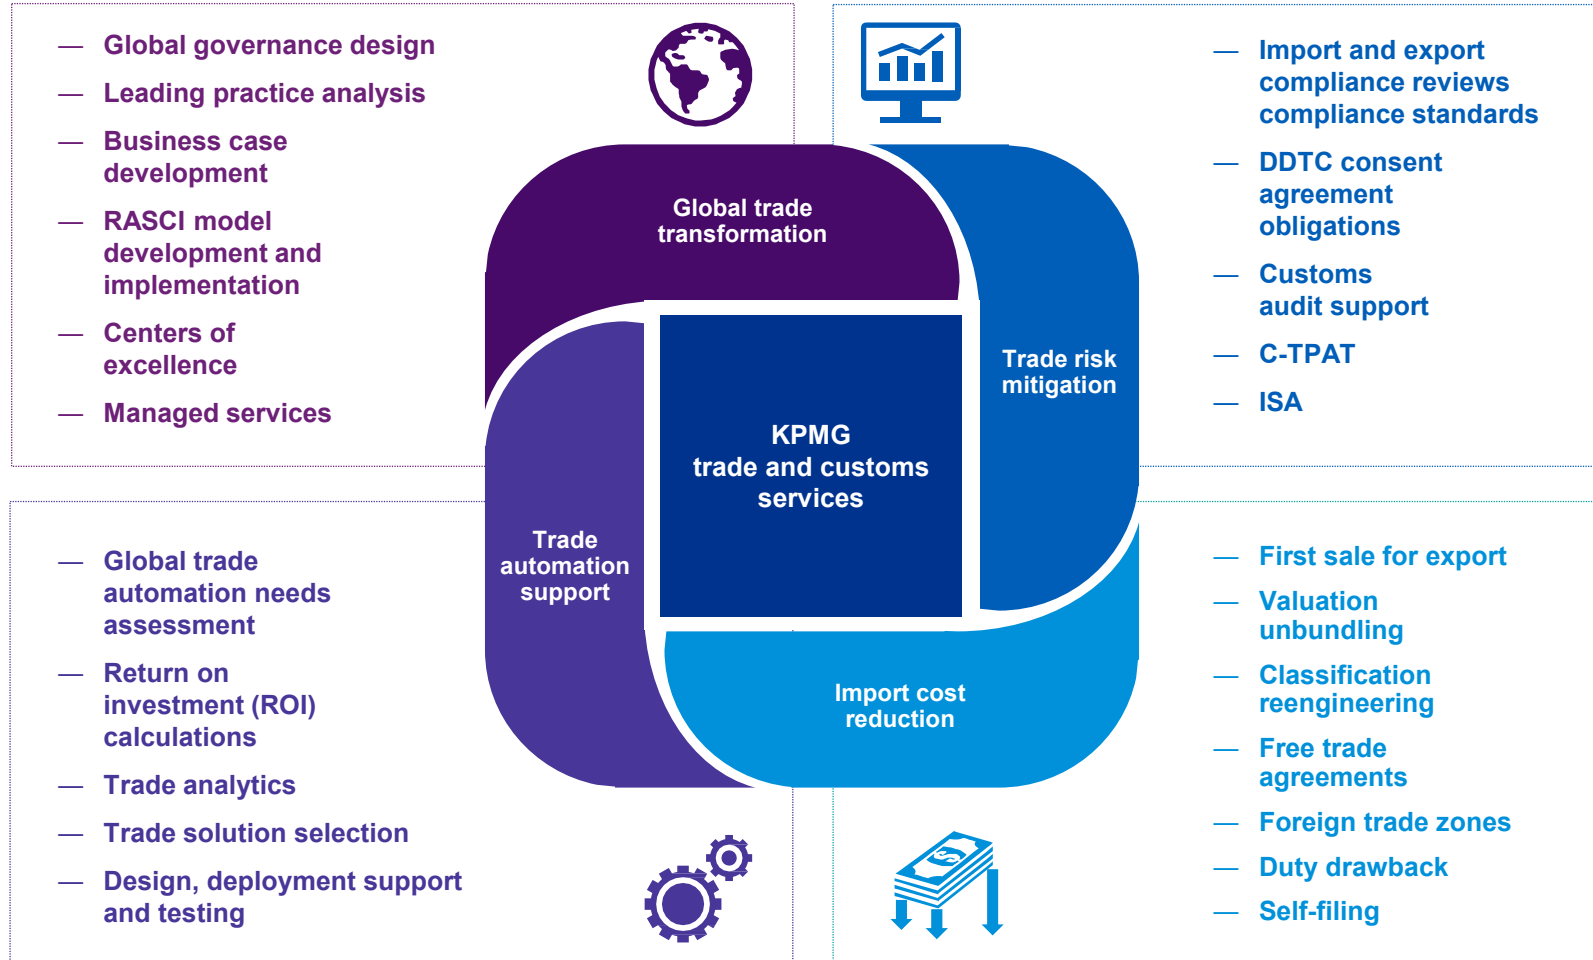 — Global governance design
— Leading practice analysis
— Business case
development
— RASCI model
development and
implementation
— Centers of
excellence
— Managed services
— Import and export
compliance reviews
compliance standards
— DDTC consent
agreement
obligations
— Customs
audit support
— C-TPAT
— ISA
Global trade
transformation
Trade risk
mitigation
KPMG
trade and customs
services
Trade
automation
support
Import cost
reduction
— Global trade
automation needs
assessment
— Return on
investment (ROI)
calculations
— Trade analytics
— Trade solution selection
— Design, deployment support
and testing
— First sale for export
— Valuation
unbundling
— Classification
reengineering
— Free trade
agreements
— Foreign trade zones
— Duty drawback
— Self-filing
$